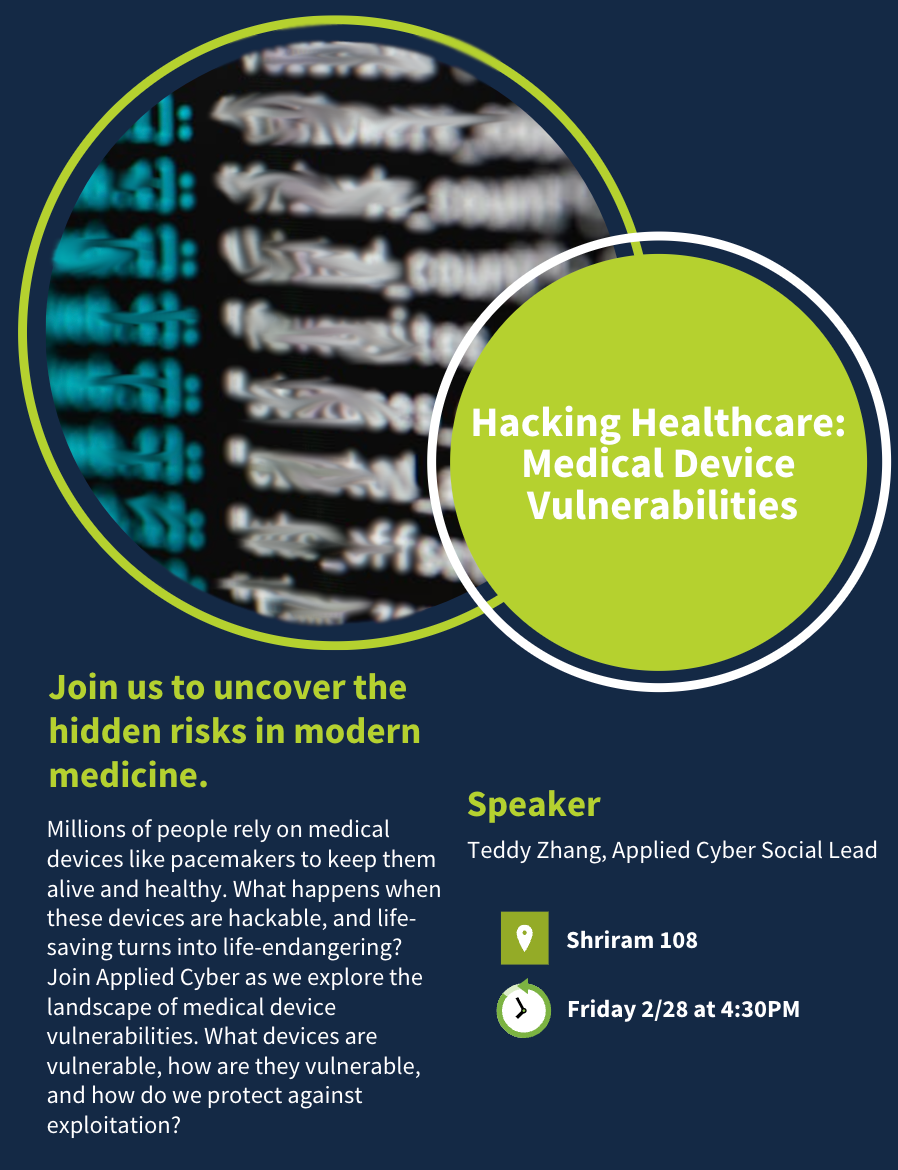 Hacking Healthcare:
Medical Device
Vulnerabilities
Join us to uncover the
hidden risks in modern
medicine.
Millions of people rely on medical
devices like pacemakers to keep them
alive and healthy. What happens when
these devices are hackable, and life-
saving turns into life-endangering?
Join Applied Cyber as we explore the
landscape of medical device
vulnerabilities. What devices are
vulnerable, how are they vulnerable,
and how do we protect against
exploitation?
Speaker
Teddy Zhang, Applied Cyber Social Lead
Shriram 108
Friday 2/28 at 4:30PM